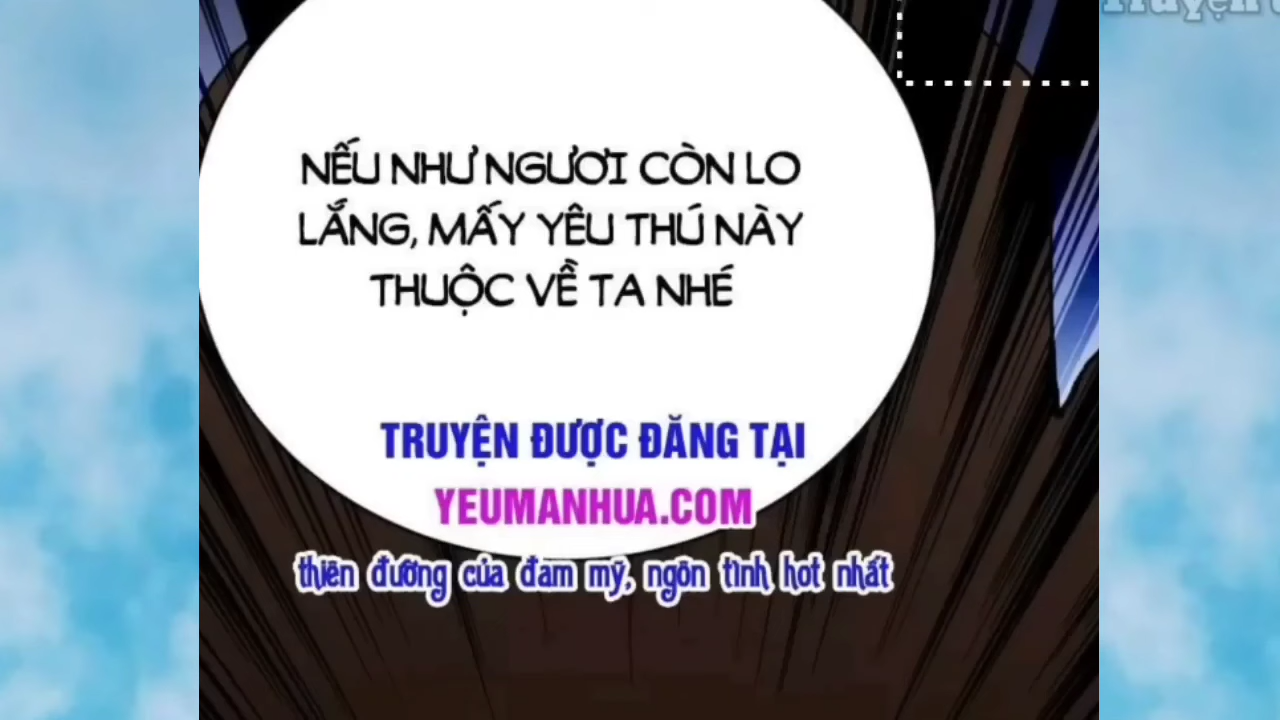 Truyện
NẾU NHƯ NGƯƠI CÒN LO
LẮNG, MẤY YÊU THÚ NÀY
THUỘC VỀ TA NHÉ
TRUYỆN ĐƯỢC ĐĂNG TẠI
YEUMANHUA.COM
thiên đường của đam mỹ, ngôn tình hot nhất